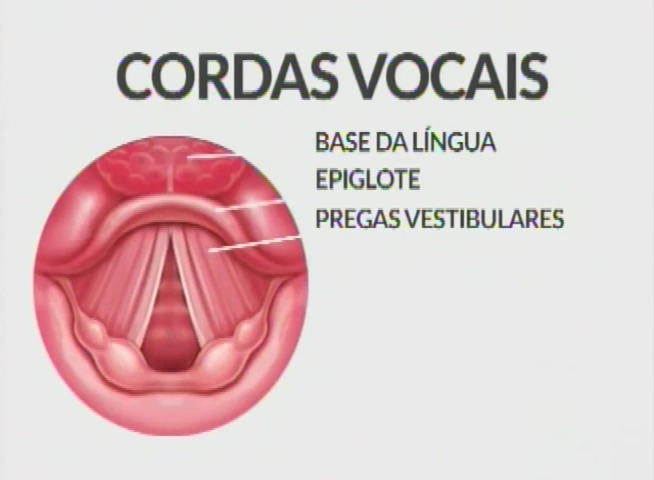 CORDAS VOCAIS
BASE DA LÍNGUA
EPIGLOTE
PREGAS VESTIBULARES